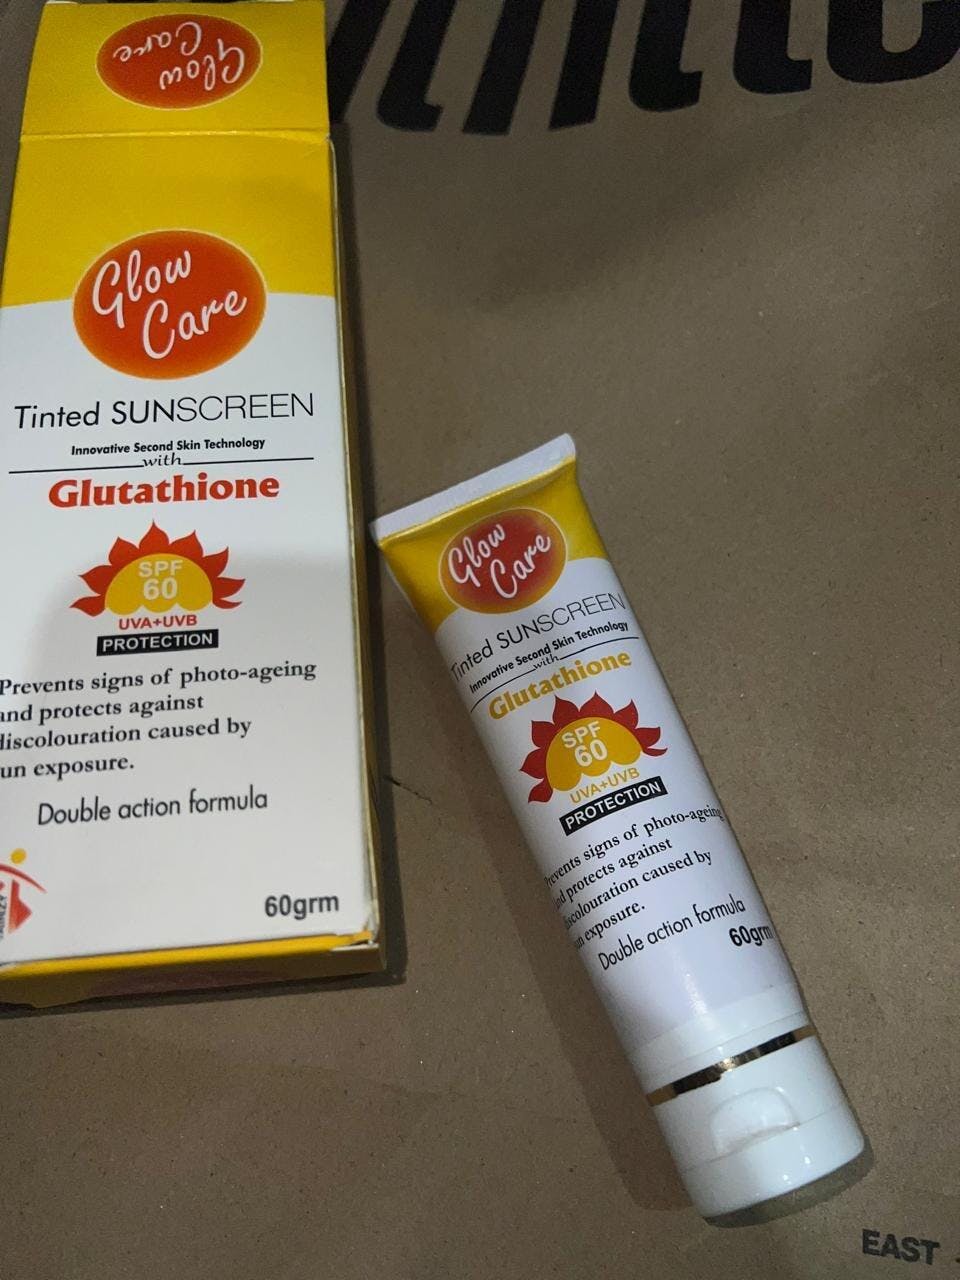 Glow
Care
Glow
Care
Tinted SUNSCREEN
Innovative Second Skin Technology
with
Glutathione
SPF
60
UVA+UVB
PROTECTION
Prevents signs of photo-ageing
and protects against
discolouration caused by
un exposure.
Double action formula
60grm
Glow
Care
Tinted SUNSCREEN
Innovative Second Skin Technology
with
Glutathione
SPF
60
UVA+UVB
PROTECTION
Prevents signs of photo-ageing
and protects against
discolouration caused by
un exposure.
Double action formula
60grm
EAST